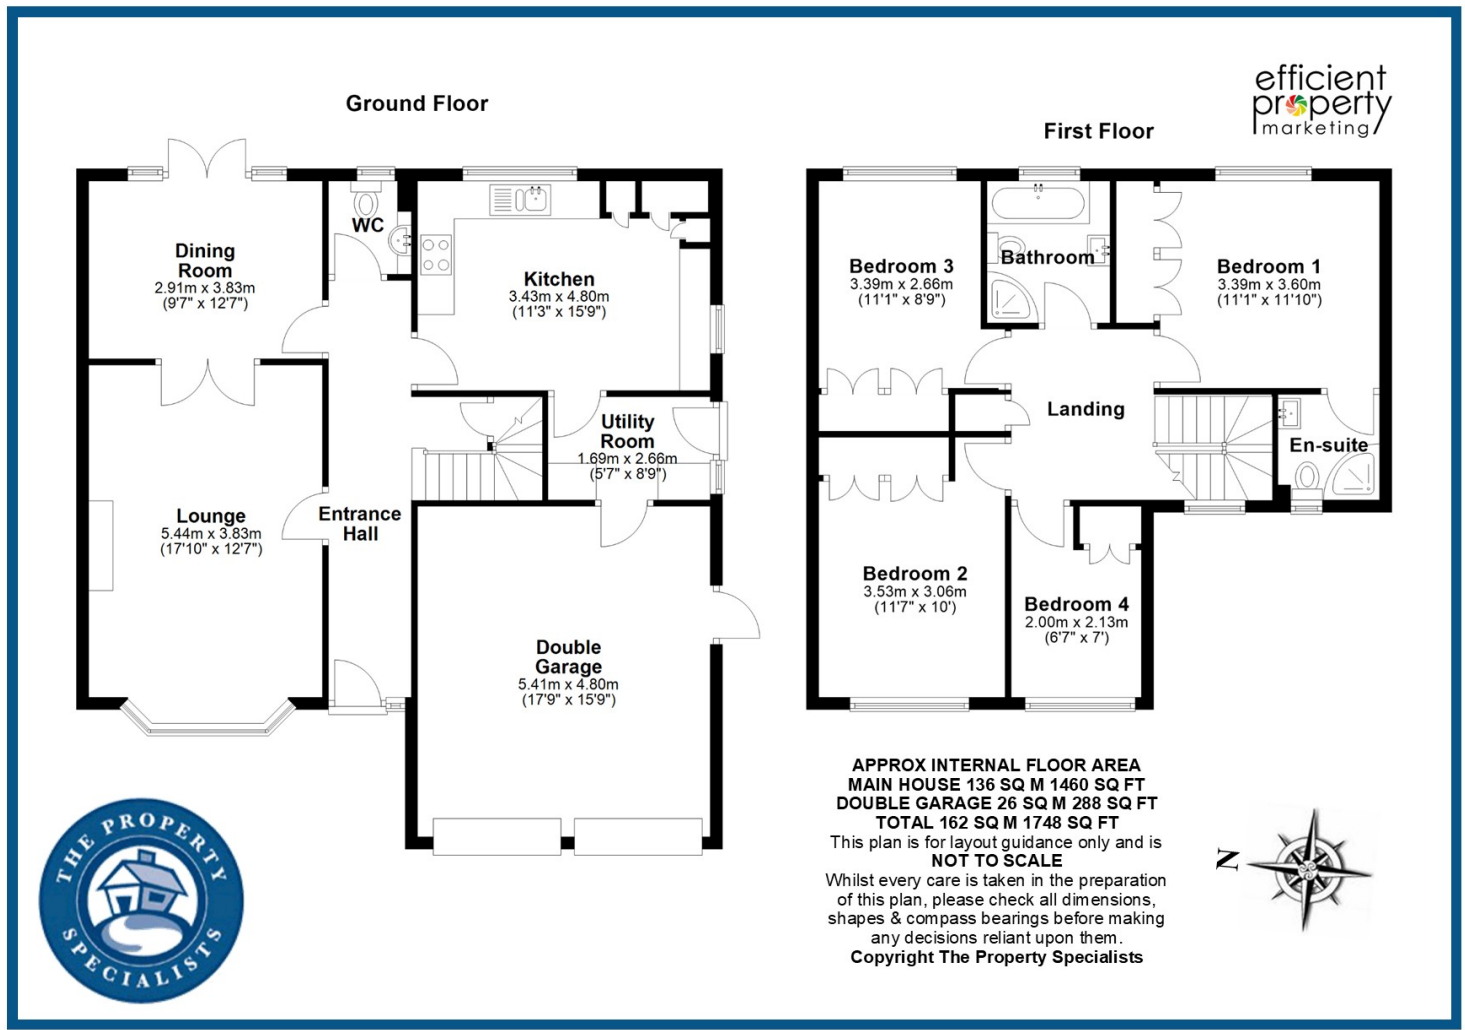 efficient
property
marketing
Ground Floor
First Floor
Dining
Room
2.91m x 3.83m
(9'7" x 12'7")
WC
Kitchen
3.43m x 4.80m
(11'3" x 15'9")
Utility
Room
1.69m x 2.66m
(5'7" x 8'9")
Lounge
5.44m x 3.83m
(17'10" x 12'7")
Entrance
Hall
Double
Garage
5.41m x 4.80m
(17'9" x 15'9")
Bedroom 3
3.39m x 2.66m
(11'1" x 8'9")
Bathroom
Bedroom 1
3.39m x 3.60m
(11'1" x 11'10")
Landing
En-suite
Bedroom 2
3.53m x 3.06m
(11'7" x 10')
Bedroom 4
2.00m x 2.13m
(6'7" x 7')
APPROX INTERNAL FLOOR AREA
MAIN HOUSE 136 SQ M 1460 SQ FT
DOUBLE GARAGE 26 SQ M 288 SQ FT
TOTAL 162 SQ M 1748 SQ FT
This plan is for layout guidance only and is
NOT TO SCALE
Whilst every care is taken in the preparation
of this plan, please check all dimensions,
shapes & compass bearings before making
any decisions reliant upon them.
Copyright The Property Specialists
N
THE PROPERTY
SPECIALISTS